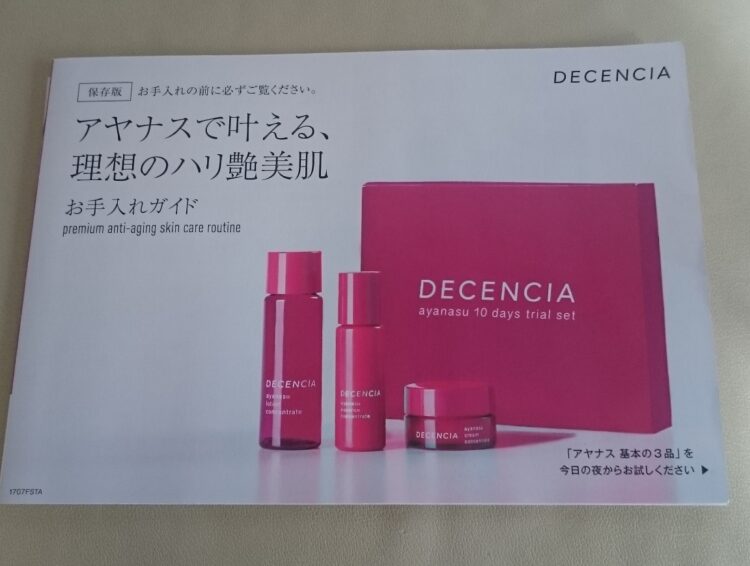 DECENCIA
保存版 お手入れの前に必ずご覧ください。
アヤナスで叶える、
理想のハリ艶美肌
お手入れガイド
premium anti-aging skin care routine
DECENCIA
ayanasu 10 days trial set
DECENCIA
ayanasu
lotion
concentrate
DECENCIA
ayanasu
essence
concentrate
DECENCIA
ayanasu
cream
concentrate
「アヤナス 基本の3品」を
今日の夜からお試しください ▶
1707FSTA